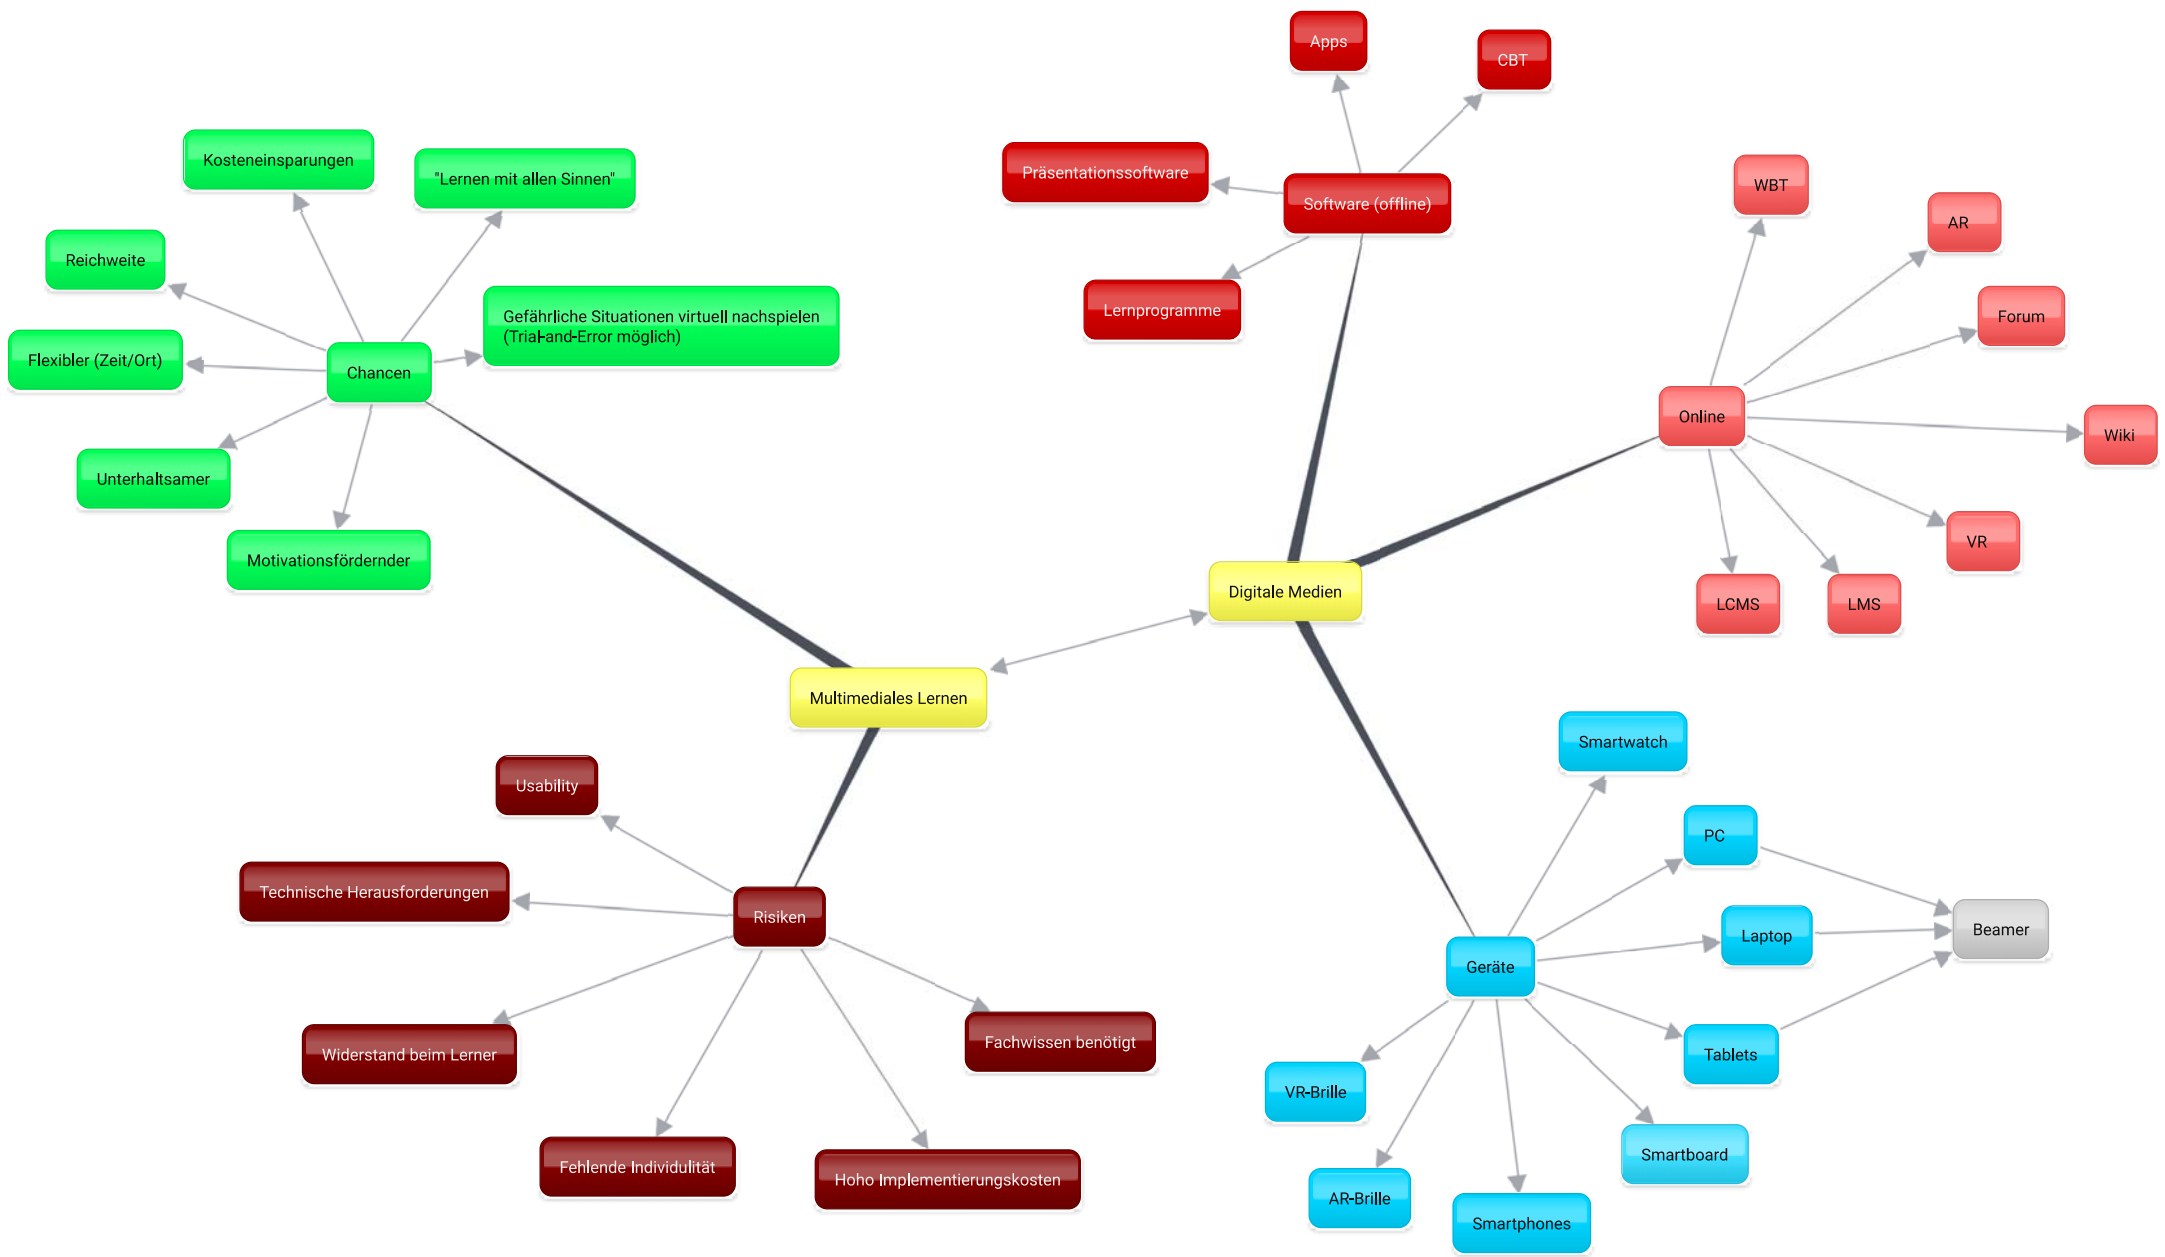 Apps
CBT
Präsentationssoftware
Software (offline)
Lernprogramme
Kosteneinsparungen
"Lernen mit allen Sinnen"
Reichweite
Gefährliche Situationen virtuell nachspielen
(Trial-and-Error möglich)
Flexibler (Zeit/Ort)
Chancen
Unterhaltsamer
Motivationsfördernder
WBT
AR
Forum
Online
Wiki
VR
LCMS
LMS
Digitale Medien
Multimediales Lernen
Usability
Technische Herausforderungen
Risiken
Widerstand beim Lerner
Fachwissen benötigt
Fehlende Individulität
Hoho Implementierungskosten
Smartwatch
PC
Laptop
Beamer
Geräte
Tablets
VR-Brille
Smartboard
AR-Brille
Smartphones